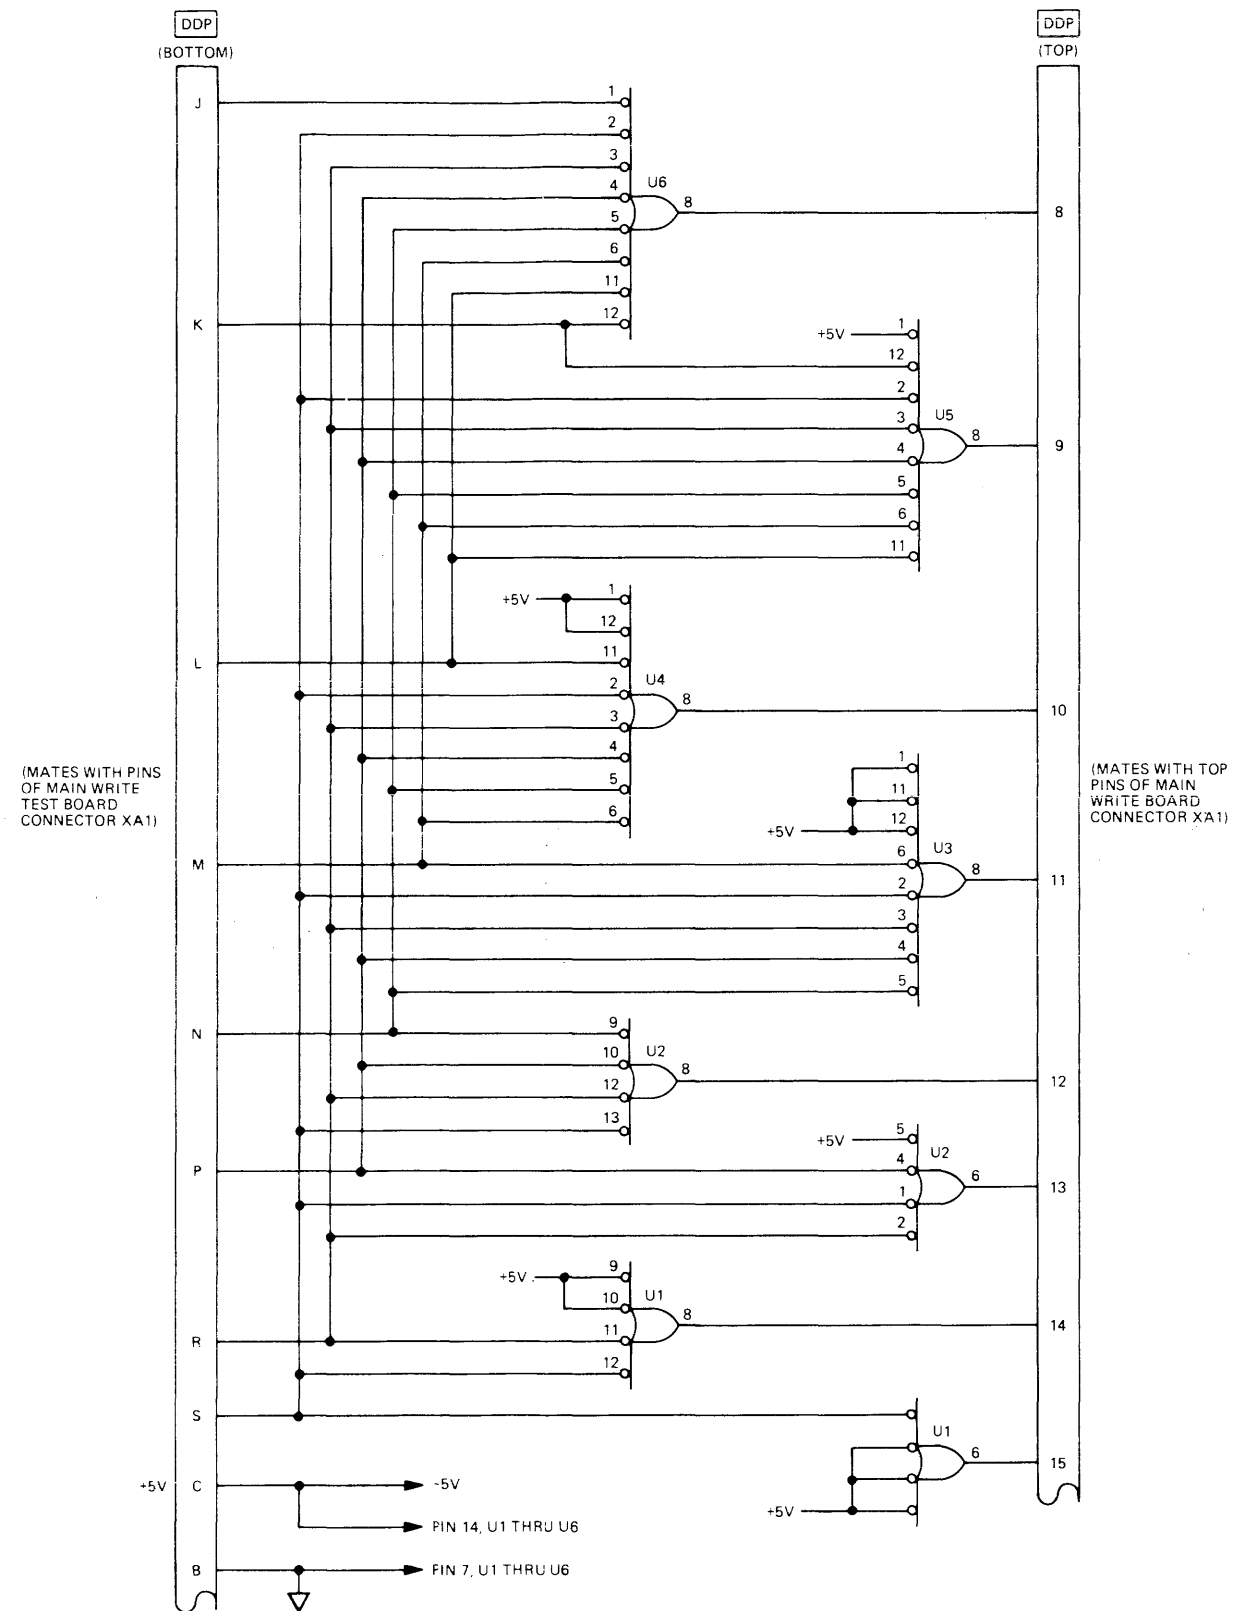 DDP
(BOTTOM)
DDP
(TOP)
J
1
2
3
4
U6
8
5
6
11
K
12
8
+5V
1
12
2
3
U5
8
4
5
6
11
9
+5V
1
12
L
11
2
U4
8
3
4
5
6
10
(MATES WITH PINS
OF MAIN WRITE
TEST BOARD
CONNECTOR XA1)
(MATES WITH TOP
PINS OF MAIN
WRITE BOARD
CONNECTOR XA1)
1
11
+5V
12
M
6
U3
8
2
3
4
5
11
N
9
10
U2
8
12
13
12
+5V
5
P
4
U2
6
1
2
13
+5V
9
10
U1
8
R
11
12
14
S
U1
6
+5V
15
+5V
C
-5V
PIN 14, U1 THRU U6
B
PIN 7, U1 THRU U6